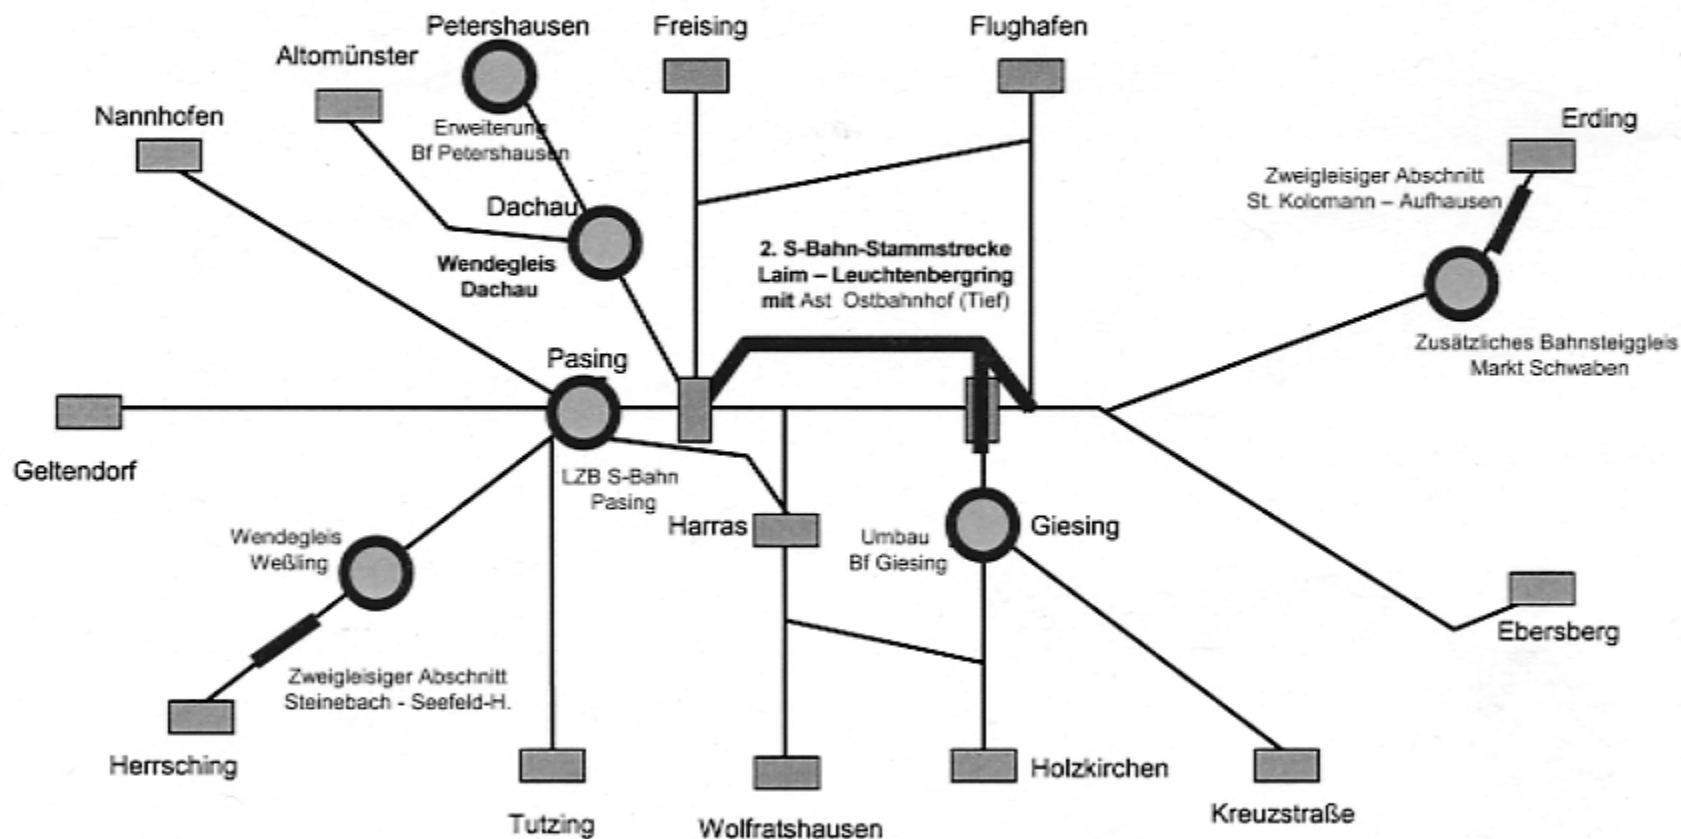 Petershausen
Freising
Flughafen
Altomünster
Nannhofen
Erweiterung
Bf Petershausen
Erding
Zweigleisiger Abschnitt
St. Kolomann – Aufhausen
Dachau
Wendegleis
Dachau
2. S-Bahn-Stammstrecke
Laim – Leuchtenbergring
mit Ast Ostbahnhof (Tief)
Zusätzliches Bahnsteiggleis
Markt Schwaben
Pasing
Geltendorf
LZB S-Bahn
Pasing
Harras
Umbau
Bf Giesing
Giesing
Wendegleis
Weßling
Ebersberg
Zweigleisiger Abschnitt
Steinebach - Seefeld-H.
Herrsching
Tutzing
Wolfratshausen
Holzkirchen
Kreuzstraße